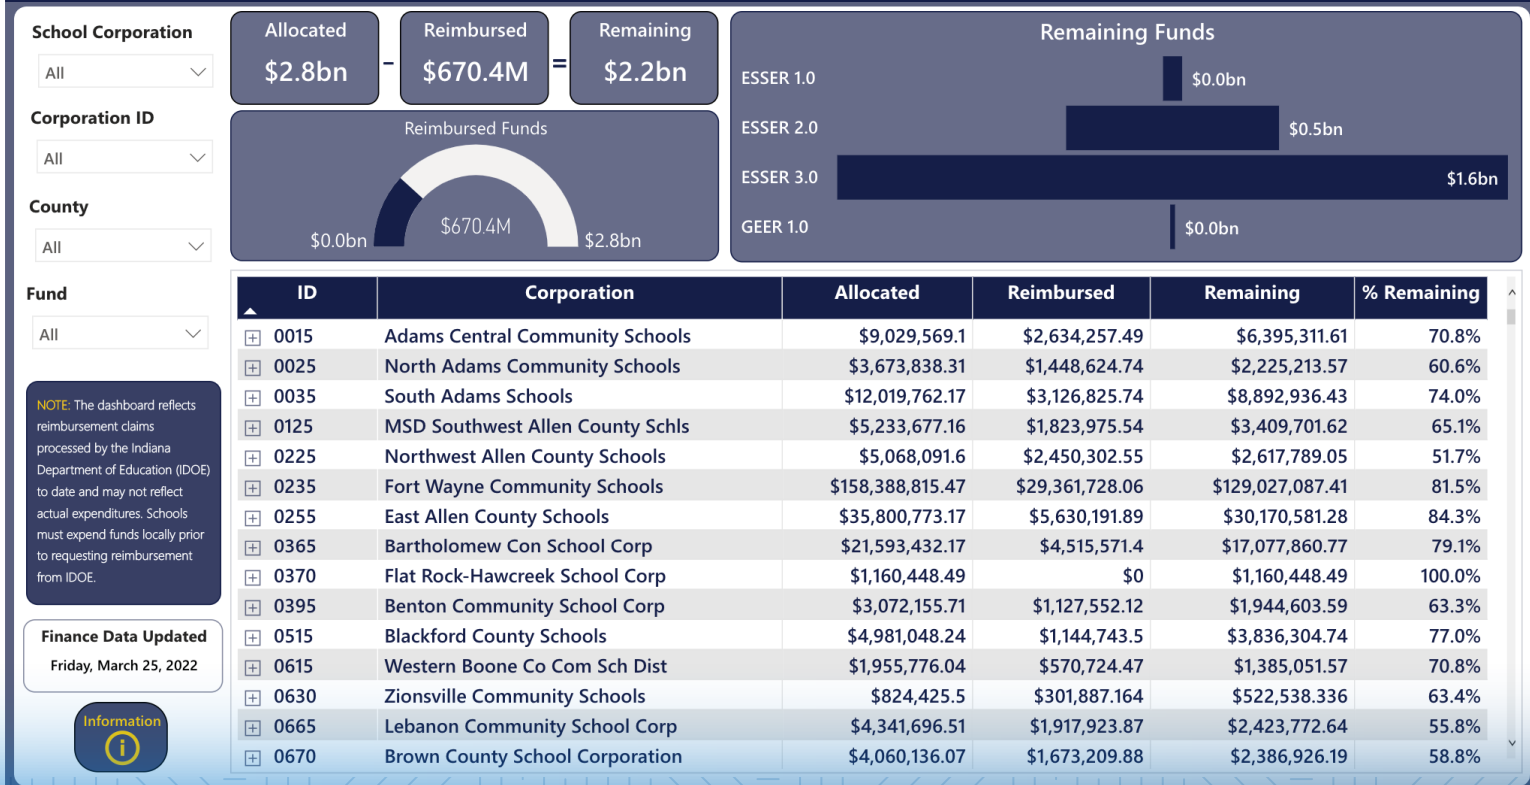 School Corporation
All
Corporation ID
All
County
All
Fund
All
NOTE: The dashboard reflects
reimbursement claims
processed by the Indiana
Department of Education (IDOE)
to date and may not reflect
actual expenditures. Schools
must expend funds locally prior
to requesting reimbursement
from IDOE.
Finance Data Updated
Friday, March 25, 2022
Information
i
Allocated
$2.8bn
-
Reimbursed
$670.4M
=
Remaining
$2.2bn
Reimbursed Funds
$0.0bn
$670.4M
$2.8bn
Remaining Funds
ESSER 1.0 $0.0bn
ESSER 2.0 $0.5bn
ESSER 3.0 $1.6bn
GEER 1.0 $0.0bn
ID Corporation Allocated Reimbursed Remaining % Remaining
0015 Adams Central Community Schools $9,029,569.1 $2,634,257.49 $6,395,311.61 70.8%
0025 North Adams Community Schools $3,673,838.31 $1,448,624.74 $2,225,213.57 60.6%
0035 South Adams Schools $12,019,762.17 $3,126,825.74 $8,892,936.43 74.0%
0125 MSD Southwest Allen County Schls $5,233,677.16 $1,823,975.54 $3,409,701.62 65.1%
0225 Northwest Allen County Schools $5,068,091.6 $2,450,302.55 $2,617,789.05 51.7%
0235 Fort Wayne Community Schools $158,388,815.47 $29,361,728.06 $129,027,087.41 81.5%
0255 East Allen County Schools $35,800,773.17 $5,630,191.89 $30,170,581.28 84.3%
0365 Bartholomew Con School Corp $21,593,432.17 $4,515,571.4 $17,077,860.77 79.1%
0370 Flat Rock-Hawcreek School Corp $1,160,448.49 $0 $1,160,448.49 100.0%
0395 Benton Community School Corp $3,072,155.71 $1,127,552.12 $1,944,603.59 63.3%
0515 Blackford County Schools $4,981,048.24 $1,144,743.5 $3,836,304.74 77.0%
0615 Western Boone Co Com Sch Dist $1,955,776.04 $570,724.47 $1,385,051.57 70.8%
0630 Zionsville Community Schools $824,425.5 $301,887.164 $522,538.336 63.4%
0665 Lebanon Community School Corp $4,341,696.51 $1,917,923.87 $2,423,772.64 55.8%
0670 Brown County School Corporation $4,060,136.07 $1,673,209.88 $2,386,926.19 58.8%